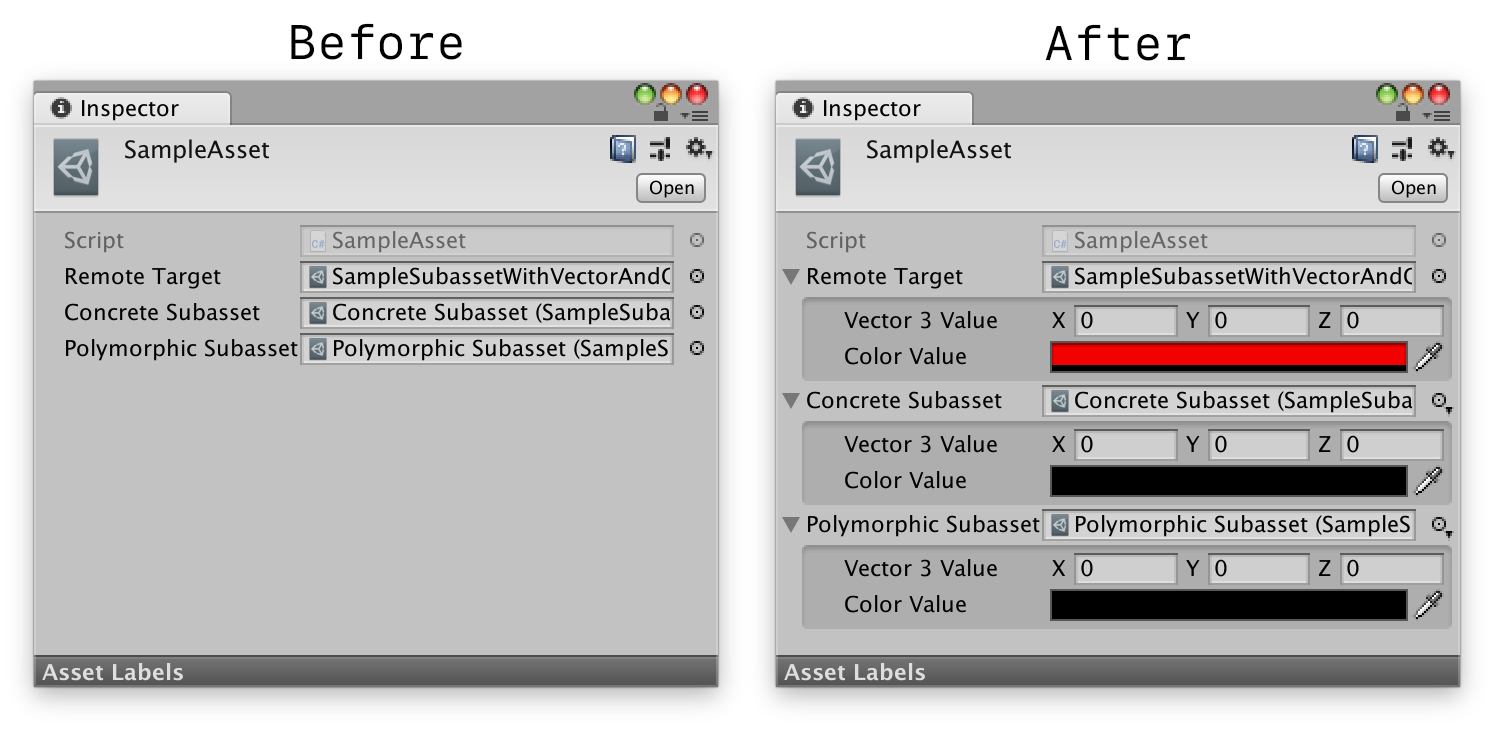 Before
Inspector
SampleAsset
Open
Script
C# SampleAsset
Remote Target SampleSubassetWithVectorAndC
Concrete Subasset Concrete Subasset (SampleSuba
Polymorphic Subasset Polymorphic Subasset (SampleS
Asset Labels
After
Inspector
SampleAsset
Open
Script
C# SampleAsset
Remote Target SampleSubassetWithVectorAndC
Vector 3 Value X 0 Y 0 Z 0
Color Value
Concrete Subasset Concrete Subasset (SampleSuba
Vector 3 Value X 0 Y 0 Z 0
Color Value
Polymorphic Subasset Polymorphic Subasset (SampleS
Vector 3 Value X 0 Y 0 Z 0
Color Value
Asset Labels